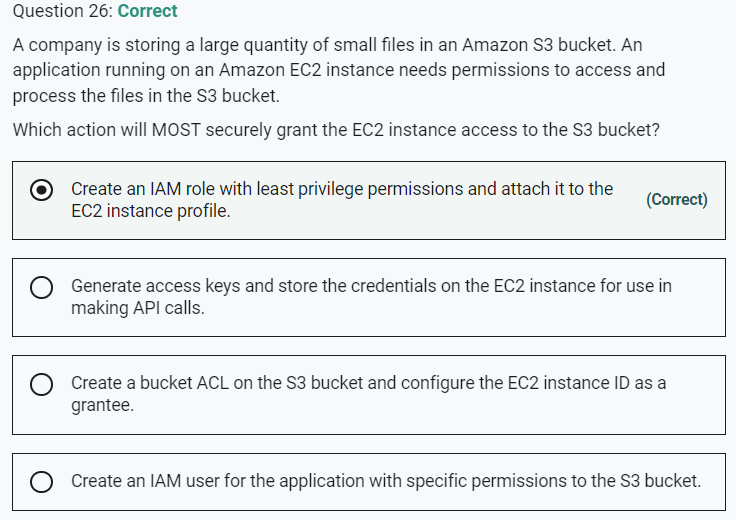 Question 26: Correct
A company is storing a large quantity of small files in an Amazon S3 bucket. An
application running on an Amazon EC2 instance needs permissions to access and
process the files in the S3 bucket.
Which action will MOST securely grant the EC2 instance access to the S3 bucket?
Create an IAM role with least privilege permissions and attach it to the
EC2 instance profile.
(Correct)
Generate access keys and store the credentials on the EC2 instance for use in
making API calls.
Create a bucket ACL on the S3 bucket and configure the EC2 instance ID as a
grantee.
Create an IAM user for the application with specific permissions to the S3 bucket.